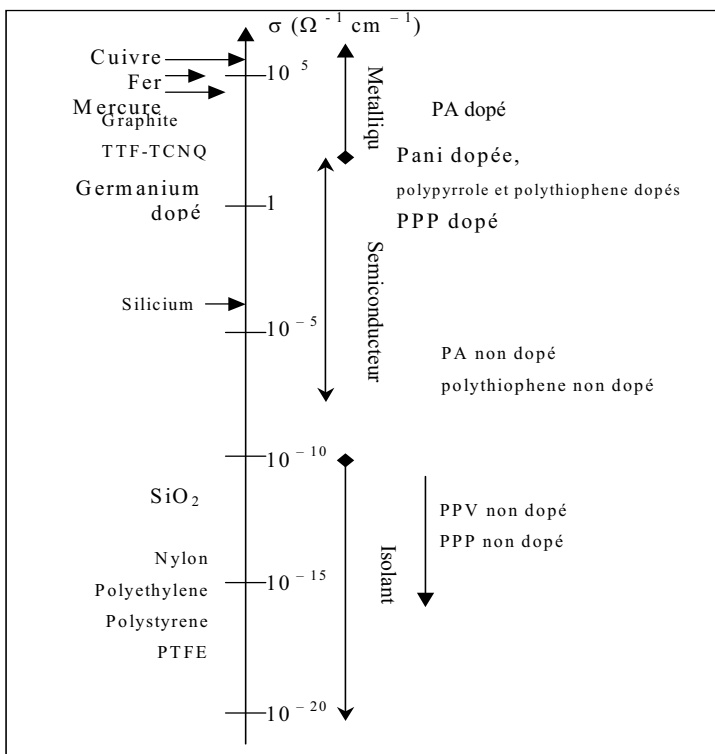 σ (Ω⁻¹ cm⁻¹)
Cuivre
Fer
Mercure
Graphite
TTF-TCNQ
Germanium
dopé
Silicium
SiO₂
Nylon
Polyethylene
Polystyrene
PTFE
10⁵
1
10⁻⁵
10⁻¹⁰
10⁻¹⁵
10⁻²⁰
Metalliqu
Semiconducteur
Isolant
PA dopé
Pani dopée,
polypyrrole et polythiophene dopés
PPP dopé
PA non dopé
polythiophene non dopé
PPV non dopé
PPP non dopé